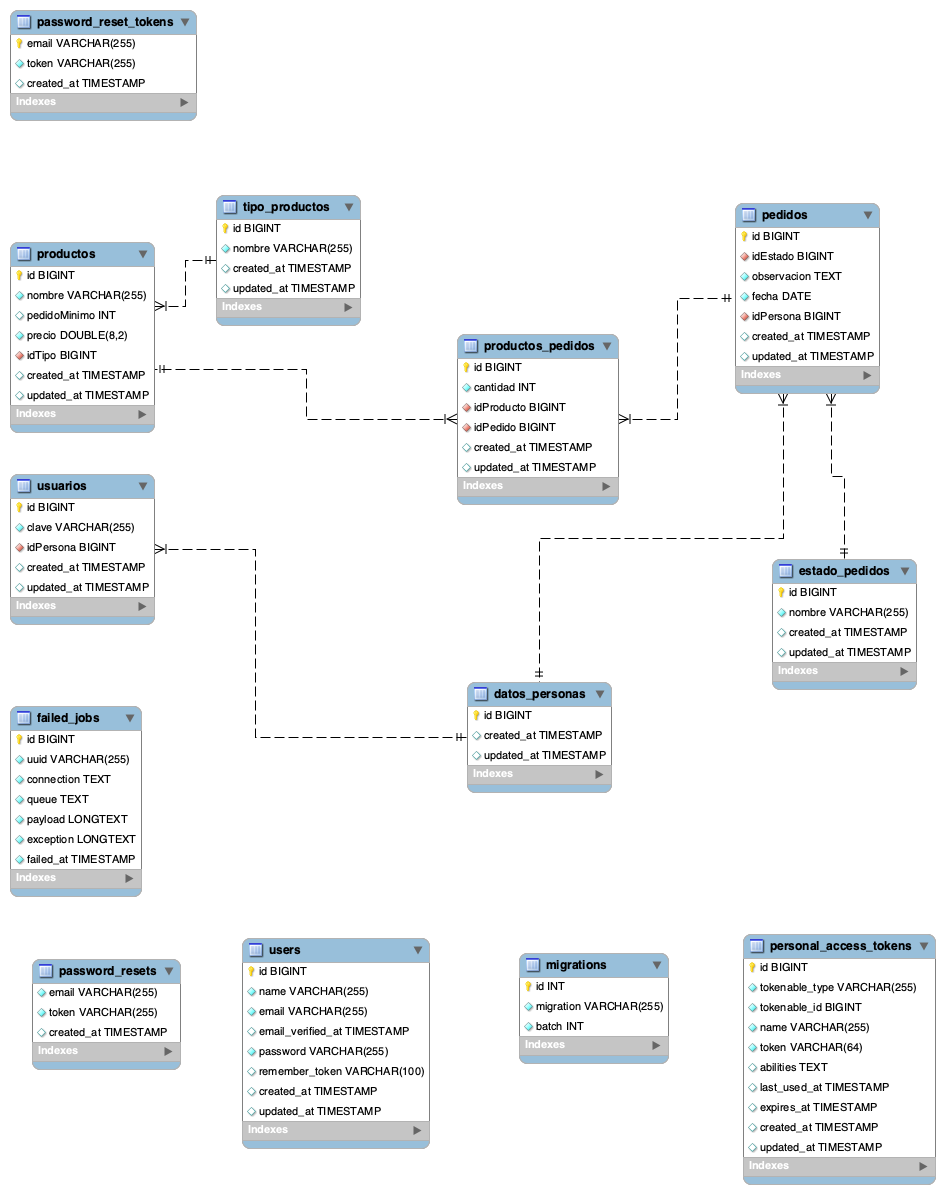 password_reset_tokens
email VARCHAR(255)
token VARCHAR(255)
created_at TIMESTAMP
Indexes
tipo_productos
id BIGINT
nombre VARCHAR(255)
created_at TIMESTAMP
updated_at TIMESTAMP
Indexes
pedidos
id BIGINT
idEstado BIGINT
observacion TEXT
fecha DATE
idPersona BIGINT
created_at TIMESTAMP
updated_at TIMESTAMP
Indexes
productos
id BIGINT
nombre VARCHAR(255)
pedidoMinimo INT
precio DOUBLE(8,2)
idTipo BIGINT
created_at TIMESTAMP
updated_at TIMESTAMP
Indexes
productos_pedidos
id BIGINT
cantidad INT
idProducto BIGINT
idPedido BIGINT
created_at TIMESTAMP
updated_at TIMESTAMP
Indexes
usuarios
id BIGINT
clave VARCHAR(255)
idPersona BIGINT
created_at TIMESTAMP
updated_at TIMESTAMP
Indexes
estado_pedidos
id BIGINT
nombre VARCHAR(255)
created_at TIMESTAMP
updated_at TIMESTAMP
Indexes
datos_personas
id BIGINT
created_at TIMESTAMP
updated_at TIMESTAMP
Indexes
failed_jobs
id BIGINT
uuid VARCHAR(255)
connection TEXT
queue TEXT
payload LONGTEXT
exception LONGTEXT
failed_at TIMESTAMP
Indexes
password_resets
email VARCHAR(255)
token VARCHAR(255)
created_at TIMESTAMP
Indexes
users
id BIGINT
name VARCHAR(255)
email VARCHAR(255)
email_verified_at TIMESTAMP
password VARCHAR(255)
remember_token VARCHAR(100)
created_at TIMESTAMP
updated_at TIMESTAMP
Indexes
migrations
id INT
migration VARCHAR(255)
batch INT
Indexes
personal_access_tokens
id BIGINT
tokenable_type VARCHAR(255)
tokenable_id BIGINT
name VARCHAR(255)
token VARCHAR(64)
abilities TEXT
last_used_at TIMESTAMP
expires_at TIMESTAMP
created_at TIMESTAMP
updated_at TIMESTAMP
Indexes